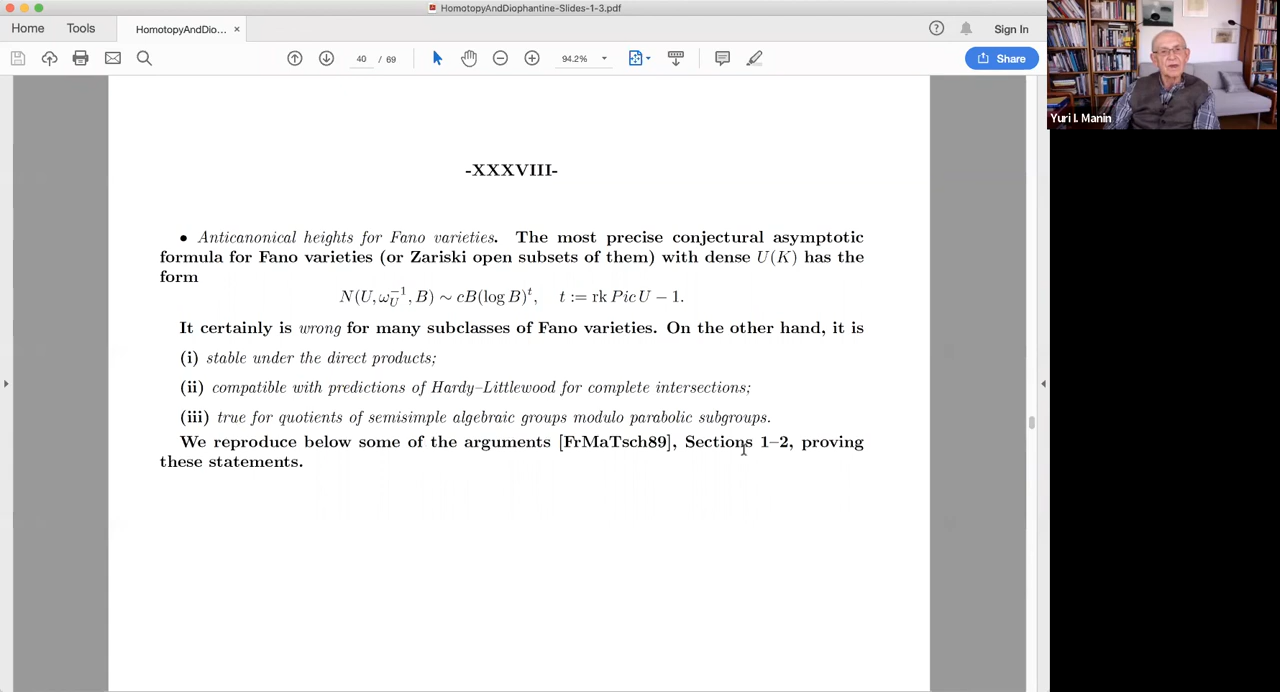 HomotopyAndDiophantine-Slides-1-3.pdf
Home
Tools
HomotopyAndDio... ×
Sign In
40 / 69
94.2%
Share
Yuri I. Manin
-XXXVIII-
• Anticanonical heights for Fano varieties. The most precise conjectural asymptotic
formula for Fano varieties (or Zariski open subsets of them) with dense U(K) has the
form
N(U, ω_U^{-1}, B) ∼ cB(log B)^t, t := rk Pic U − 1.
It certainly is wrong for many subclasses of Fano varieties. On the other hand, it is
(i) stable under the direct products;
(ii) compatible with predictions of Hardy–Littlewood for complete intersections;
(iii) true for quotients of semisimple algebraic groups modulo parabolic subgroups.
We reproduce below some of the arguments [FrMaTsch89], Sections 1–2, proving
these statements.